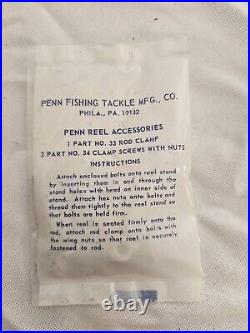 PENN FISHING TACKLE MFG., CO.
PHILA., PA. 19132
PENN REEL ACCESSORIES
1 PART NO. 33 ROD CLAMP
2 PART NO. 34 CLAMP SCREWS WITH NUTS
INSTRUCTIONS
Attach enclosed bolts onto reel stand
by inserting them in and through the
stand holes with head on inner side of
stand. Attach hex nuts onto bolts and
thread them tightly to the reel stand so
that bolts are held firm.
When reel is seated firmly onto the
rod, attach rod clamp onto bolts with
the wing nuts so that reel is securely
fastened to rod.